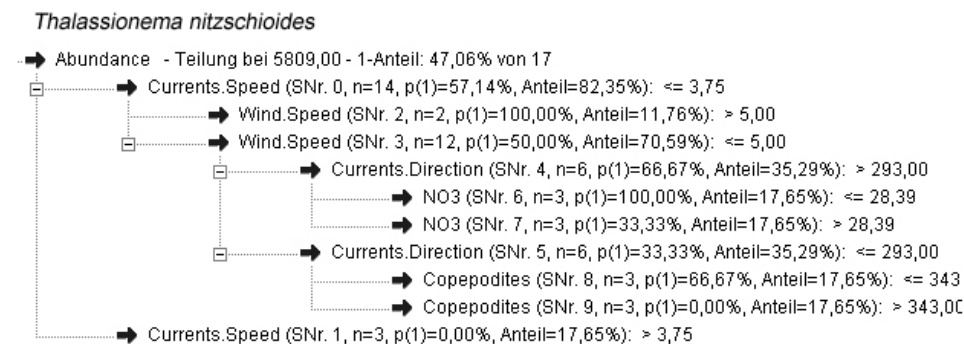 Thalassionema nitzschioides
Abundance - Teilung bei 5809,00 - 1-Anteil: 47,06% von 17
Currents.Speed (SNr. 0, n=14, p(1)=57,14%, Anteil=82,35%): <= 3,75
Wind.Speed (SNr. 2, n=2, p(1)=100,00%, Anteil=11,76%): > 5,00
Wind.Speed (SNr. 3, n=12, p(1)=50,00%, Anteil=70,59%): <= 5,00
Currents.Direction (SNr. 4, n=6, p(1)=66,67%, Anteil=35,29%): > 293,00
NO3 (SNr. 6, n=3, p(1)=100,00%, Anteil=17,65%): <= 28,39
NO3 (SNr. 7, n=3, p(1)=33,33%, Anteil=17,65%): > 28,39
Currents.Direction (SNr. 5, n=6, p(1)=33,33%, Anteil=35,29%): <= 293,00
Copepodites (SNr. 8, n=3, p(1)=66,67%, Anteil=17,65%): <= 343
Copepodites (SNr. 9, n=3, p(1)=0,00%, Anteil=17,65%): > 343,00
Currents.Speed (SNr. 1, n=3, p(1)=0,00%, Anteil=17,65%): > 3,75